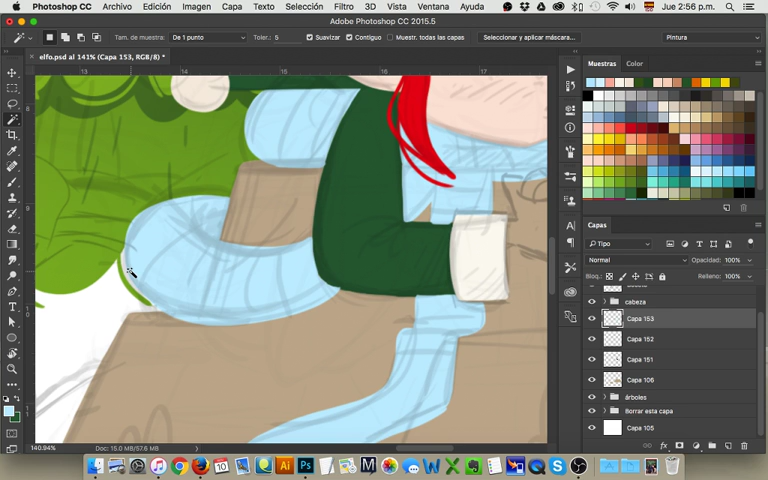 Photoshop Archivo Edición Imagen Capa Texto Selección Filtro 3D Vista Ventana Ayuda Jue 2:56 p.m.
Adobe Photoshop CC 2015.5
Tam. de muestra: De 1 punto Toler.: 5 Suavizar Contiguo Muestr. todas las capas Seleccionar y aplicar máscara... Pintura
elfo.psd al 141% (Capa 153, RGB/8) *
13 14 15 16 17
Muestras Color
8
9
Capas
Tipo
Normal Opacidad: 100%
Bloq.: Relleno: 100%
cabeza
Capa 153
Capa 152
Capa 151
Capa 106
árboles
Borrar esta capa
Capa 105
140.94% Doc: 15.0 MB/57.6 MB